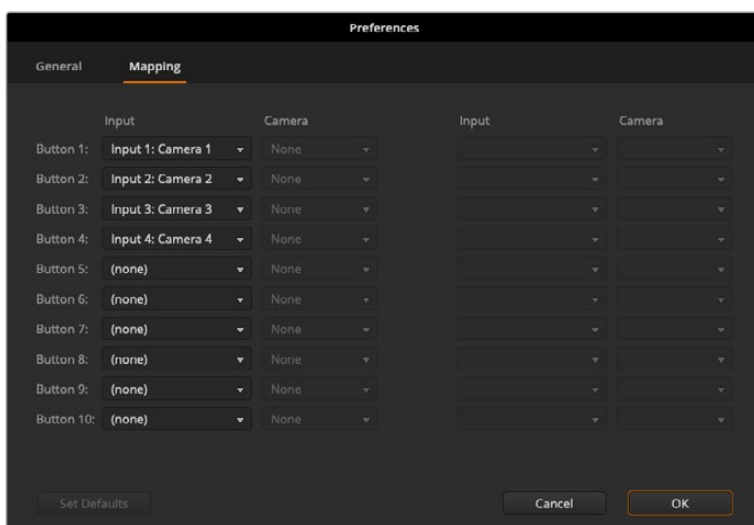 Preferences
General Mapping
Input Camera Input Camera
Button 1: Input 1: Camera 1 None
Button 2: Input 2: Camera 2 None
Button 3: Input 3: Camera 3 None
Button 4: Input 4: Camera 4 None
Button 5: (none) None
Button 6: (none) None
Button 7: (none) None
Button 8: (none) None
Button 9: (none) None
Button 10: (none) None
Set Defaults Cancel OK